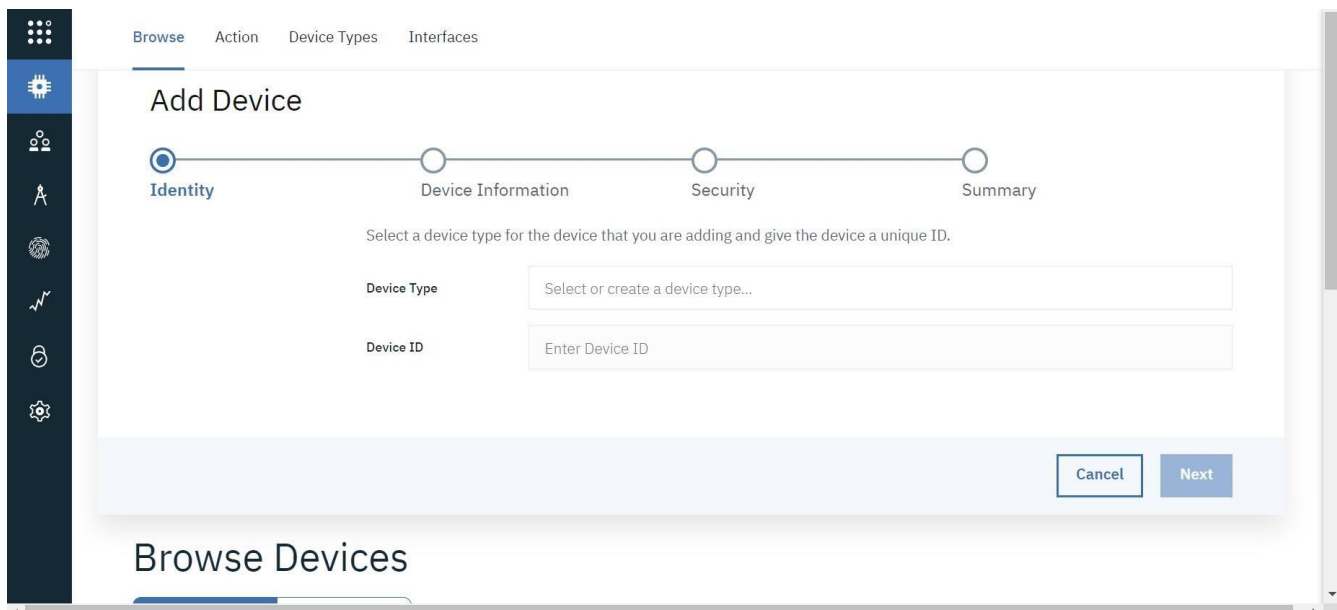 Browse Action Device Types Interfaces
Add Device
Identity Device Information Security Summary
Select a device type for the device that you are adding and give the device a unique ID.
Device Type Select or create a device type...
Device ID Enter Device ID
Cancel Next
Browse Devices